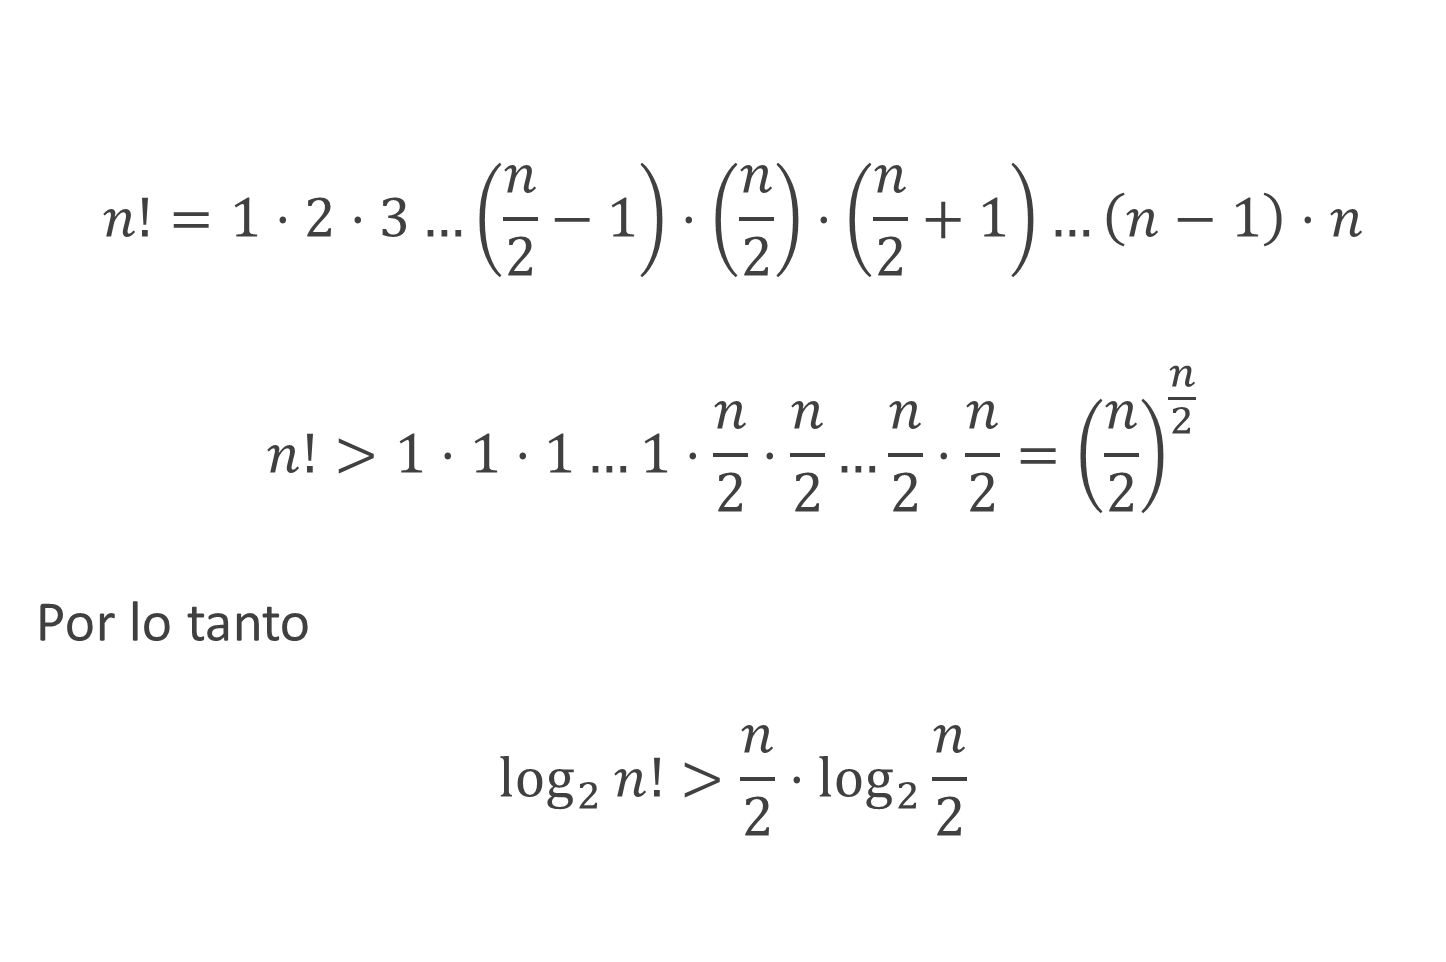 n! = 1 · 2 · 3 … (n/2 − 1) · (n/2) · (n/2 + 1) … (n − 1) · n
n! > 1 · 1 · 1 … 1 · n/2 · n/2 … n/2 · n/2 = (n/2)^(n/2)
Por lo tanto
log₂ n! > n/2 · log₂ n/2